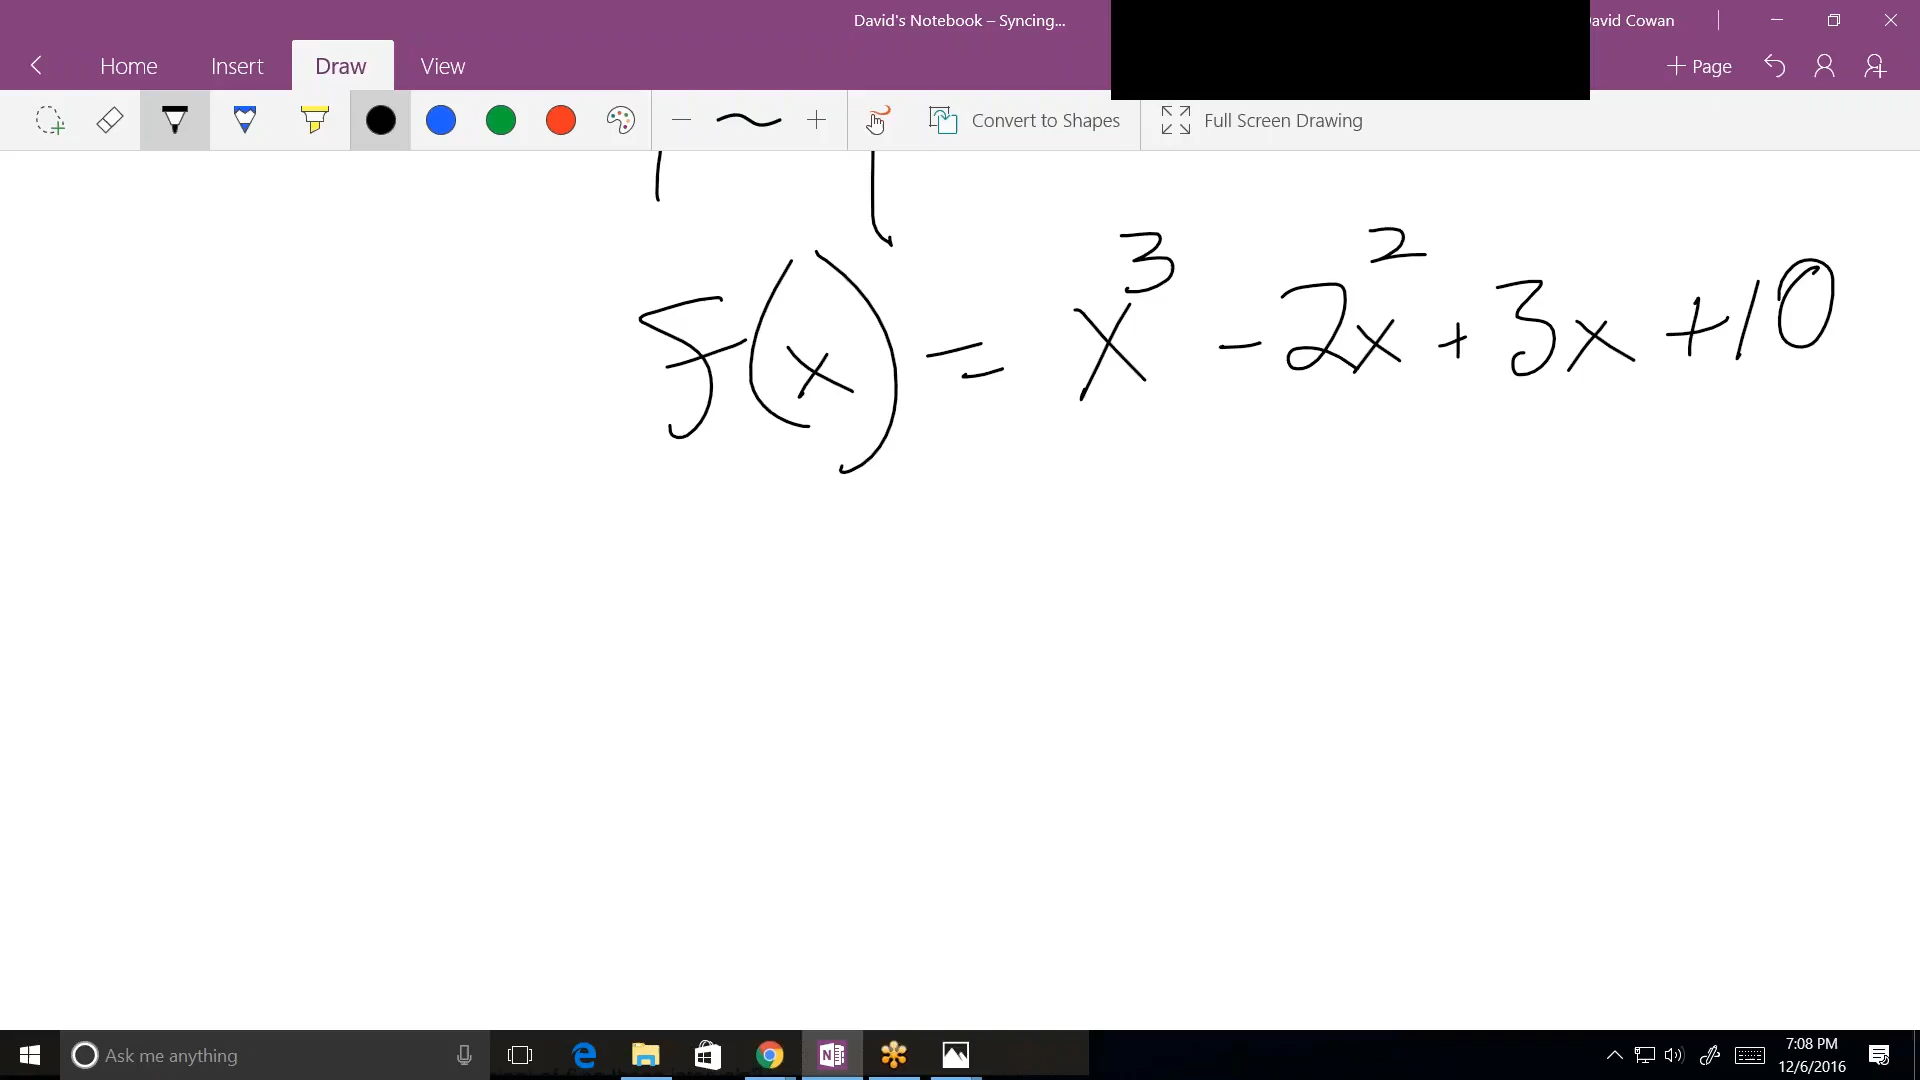 David's Notebook – Syncing...
avid Cowan
Home Insert Draw View
Page
Convert to Shapes
Full Screen Drawing
f(x) = x³ - 2x² + 3x + 10
Ask me anything
7:08 PM
12/6/2016